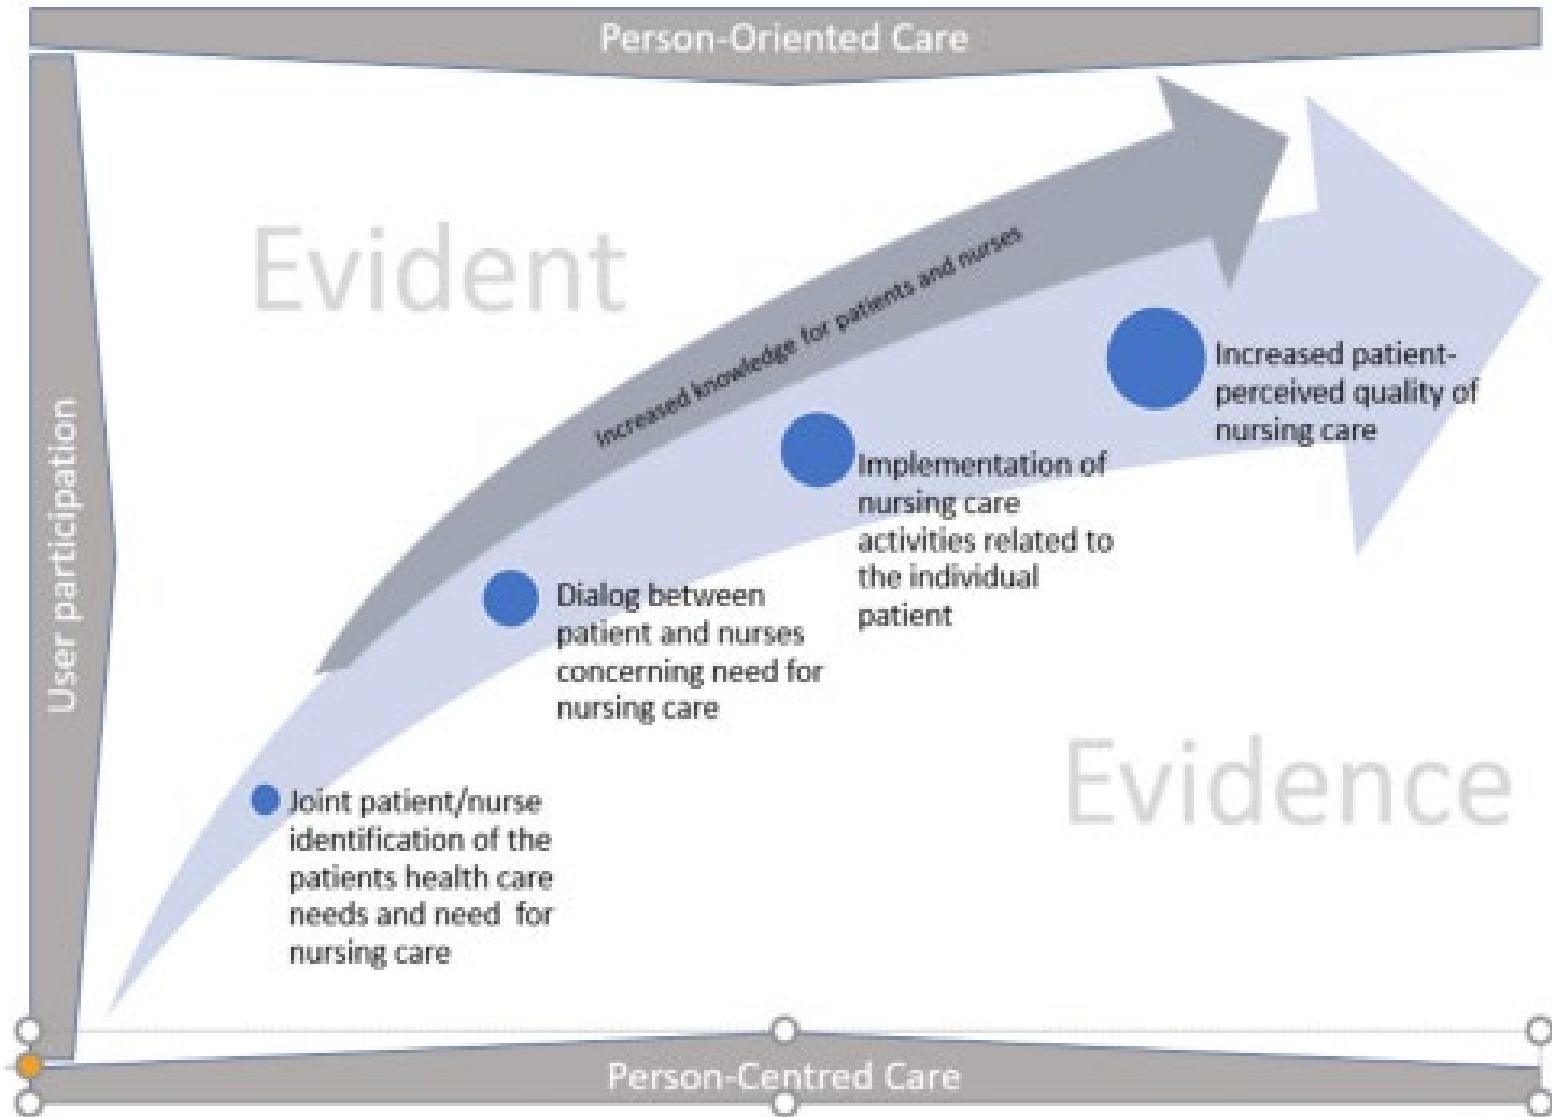 Person-Oriented Care
User participation
Evident
Increased knowledge for patients and nurses
Increased patient-
perceived quality of
nursing care
Implementation of
nursing care
activities related to
the individual
patient
Dialog between
patient and nurses
concerning need for
nursing care
Evidence
Joint patient/nurse
identification of the
patients health care
needs and need  for
nursing care
Person-Centred Care